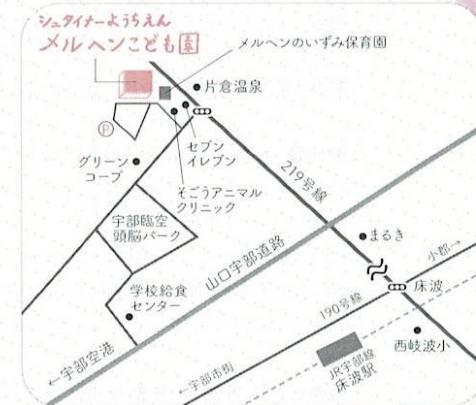 シュタイナーようちえん
メルヘンこども園
メルヘンのいずみ保育園
片倉温泉
P
セブン
イレブン
グリーン
コープ
そごうアニマル
クリニック
219号線
宇部臨空
頭脳パーク
山口宇部道路
まるき
小郡→
床波
学校給食
センター
190号線
西岐波小
JR宇部線
床波駅
←宇部空港
←宇部市街